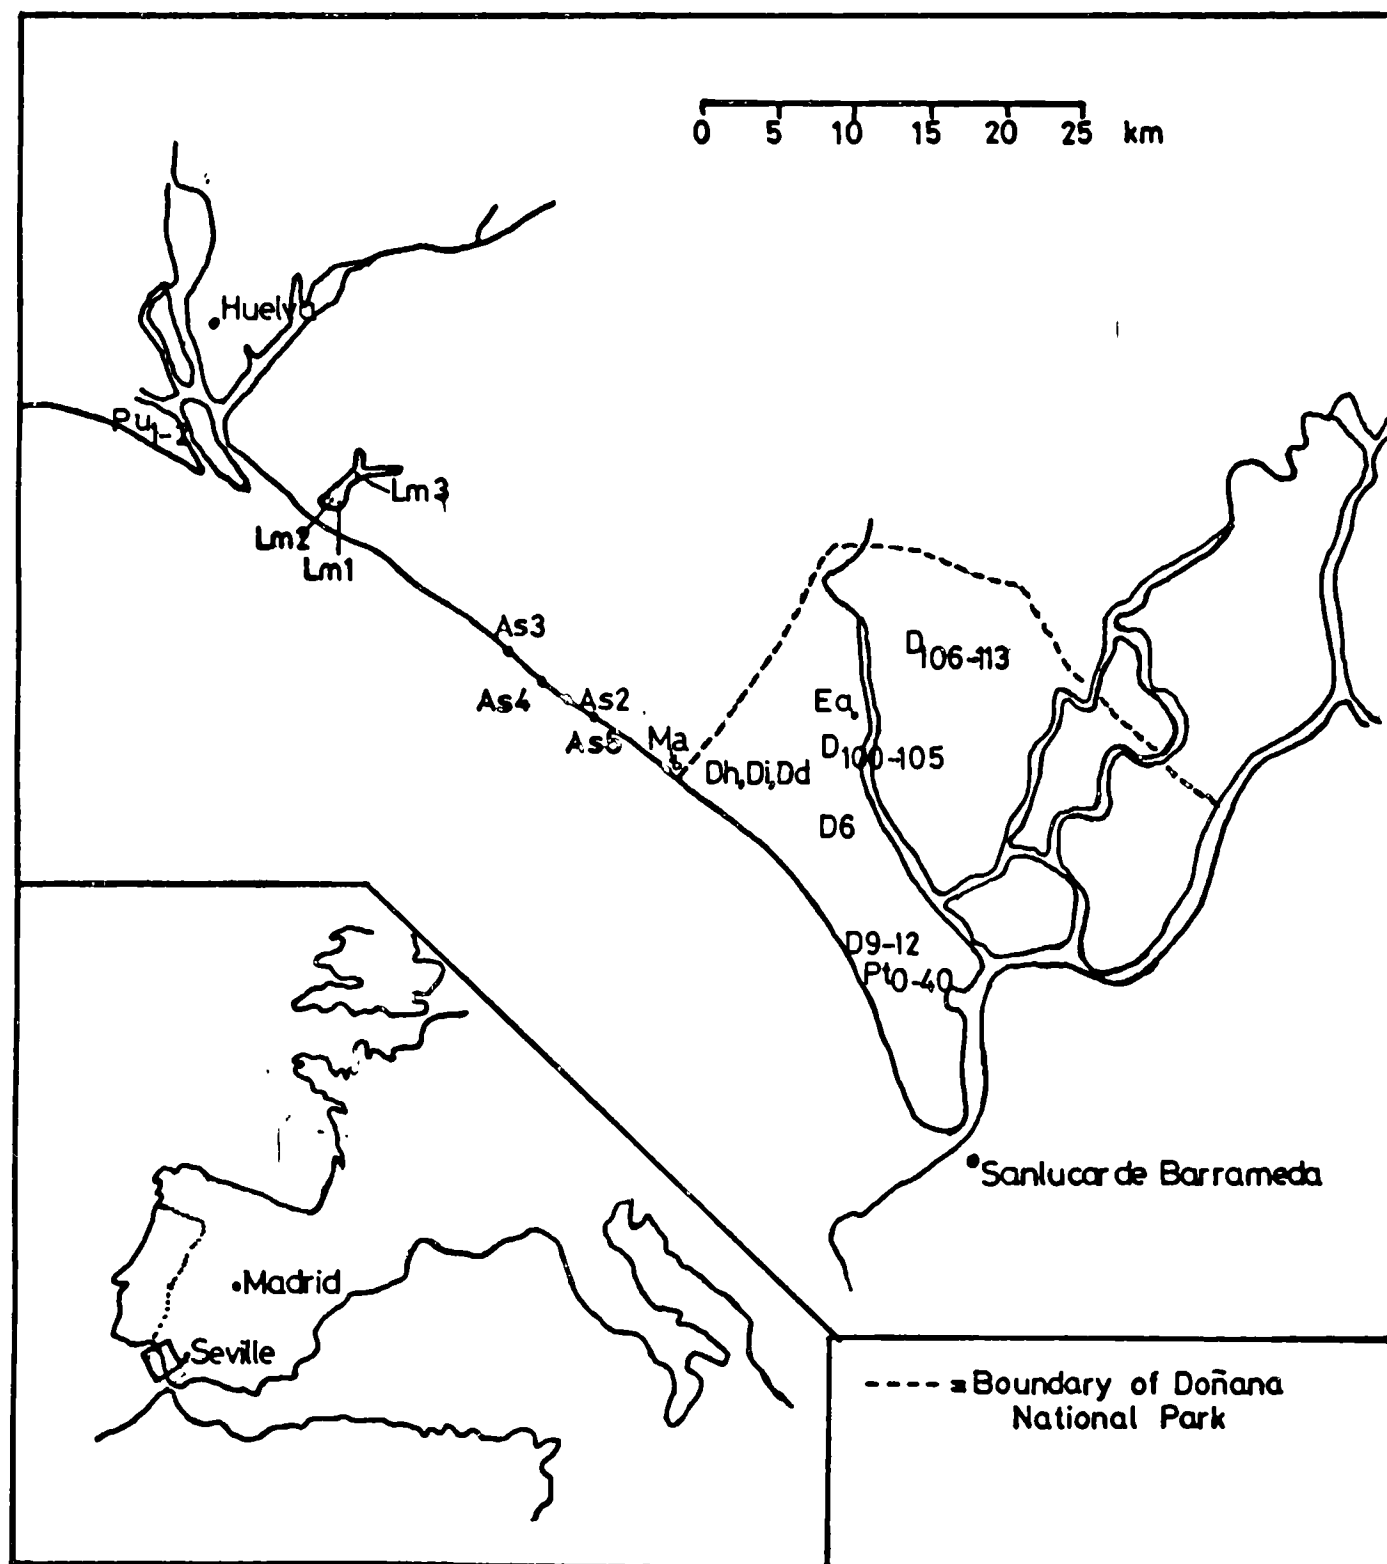 0 5 10 15 20 25 km
Huelva
Pu1-2
Lm3
Lm2
Lm1
As3
D106-113
As4
As2
Ea
As5
Ma
D100-105
Dh,Di,Dd
D6
D9-12
Pt0-40
Sanlucar de Barrameda
Madrid
Seville
---- = Boundary of Doñana
National Park